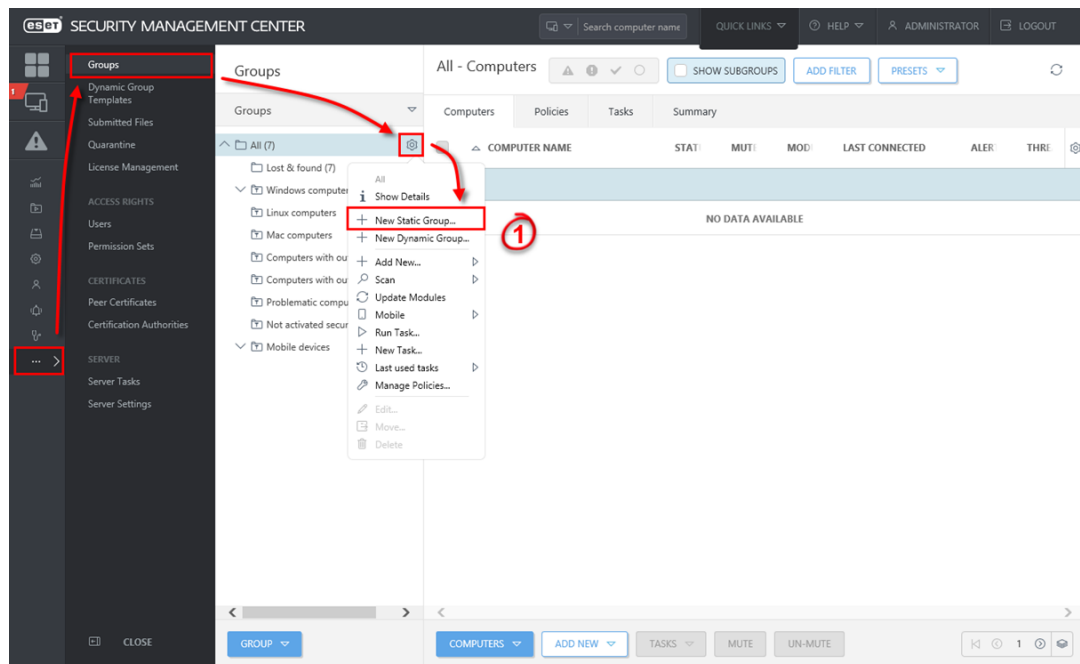 eset SECURITY MANAGEMENT CENTER
Search computer name
QUICK LINKS
HELP
ADMINISTRATOR
LOGOUT
1
Groups
Dynamic Group
Templates
Submitted Files
Quarantine
License Management
ACCESS RIGHTS
Users
Permission Sets
CERTIFICATES
Peer Certificates
Certification Authorities
SERVER
Server Tasks
Server Settings
CLOSE
Groups
Groups
All (7)
Lost & found (7)
Windows computer
Linux computers
Mac computers
Computers with ou
Computers with ou
Problematic compu
Not activated secur
Mobile devices
GROUP
All
Show Details
New Static Group...
New Dynamic Group...
Add New...
Scan
Update Modules
Mobile
Run Task...
New Task...
Last used tasks
Manage Policies...
Edit...
Move...
Delete
1
All - Computers
SHOW SUBGROUPS
ADD FILTER
PRESETS
Computers Policies Tasks Summary
COMPUTER NAME STAT MUTE MOD LAST CONNECTED ALER THRE
NO DATA AVAILABLE
COMPUTERS
ADD NEW
TASKS
MUTE
UN-MUTE
1